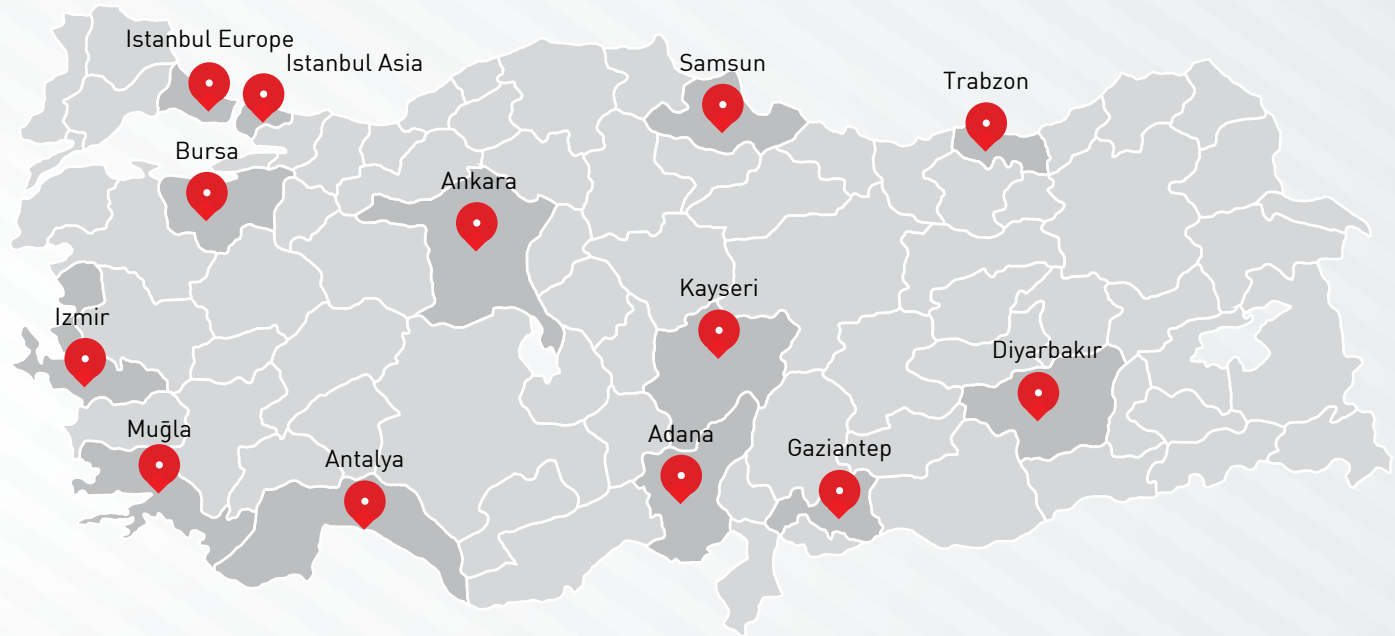 Istanbul Europe
Istanbul Asia
Samsun
Trabzon
Bursa
Ankara
Kayseri
Izmir
Diyarbakır
Muğla
Adana
Gaziantep
Antalya